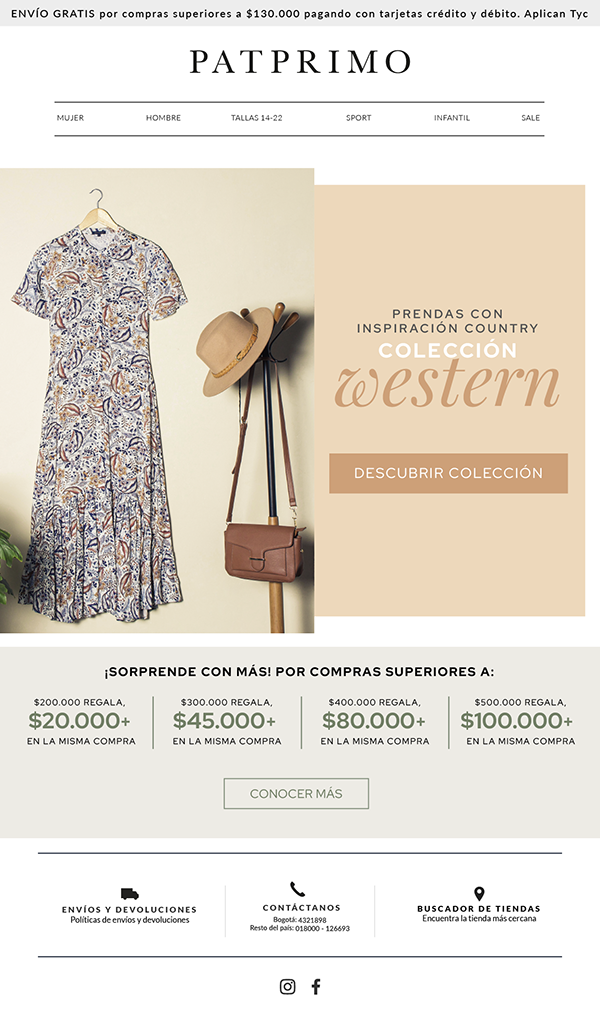 ENVÍO GRATIS por compras superiores a $130.000 pagando con tarjetas crédito y débito. Aplican Tyc
PATPRIMO
MUJER HOMBRE TALLAS 14-22 SPORT INFANTIL SALE
PRENDAS CON
INSPIRACIÓN COUNTRY
COLECCIÓN
western
DESCUBRIR COLECCIÓN
¡SORPRENDE CON MÁS! POR COMPRAS SUPERIORES A:
$200.000 REGALA,
$20.000+
EN LA MISMA COMPRA
$300.000 REGALA,
$45.000+
EN LA MISMA COMPRA
$400.000 REGALA,
$80.000+
EN LA MISMA COMPRA
$500.000 REGALA,
$100.000+
EN LA MISMA COMPRA
CONOCER MÁS
ENVÍOS Y DEVOLUCIONES
Políticas de envíos y devoluciones
CONTÁCTANOS
Bogotá: 4321898
Resto del país: 018000 - 126693
BUSCADOR DE TIENDAS
Encuentra la tienda más cercana